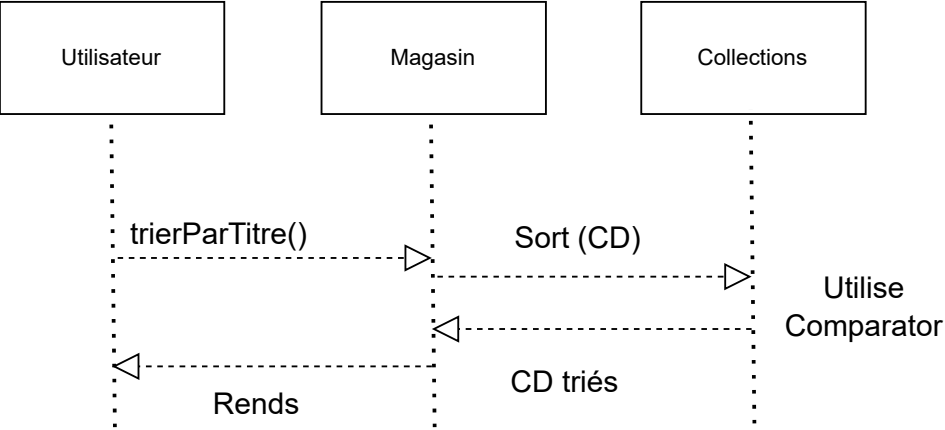 Utilisateur
Magasin
Collections
trierParTitre()
Sort (CD)
Utilise
Comparator
CD triés
Rends